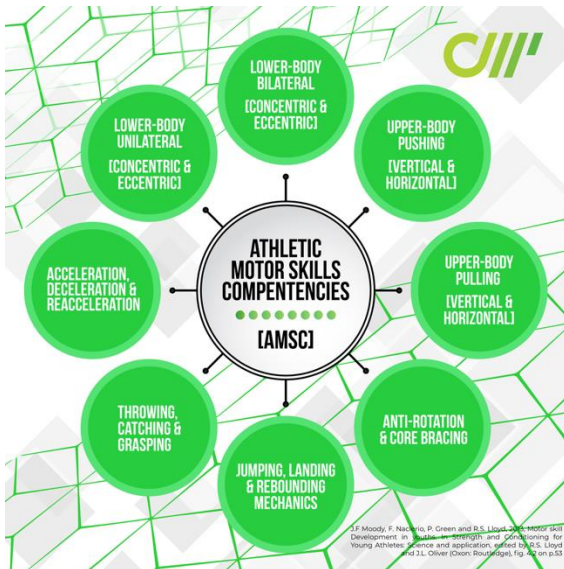 LOWER-BODY
BILATERAL
[CONCENTRIC &
ECCENTRIC]
UPPER-BODY
PUSHING
[VERTICAL &
HORIZONTAL]
UPPER-BODY
PULLING
[VERTICAL &
HORIZONTAL]
ANTI-ROTATION
& CORE BRACING
JUMPING, LANDING
& REBOUNDING
MECHANICS
THROWING,
CATCHING &
GRASPING
ACCELERATION,
DECELERATION &
REACCELERATION
LOWER-BODY
UNILATERAL
[CONCENTRIC &
ECCENTRIC]
ATHLETIC
MOTOR SKILLS
COMPENTENCIES
[AMSC]
J.F Moody, F. Naclerio, P. Green and R.S. Lloyd, 2013. Motor skill
Development in youths. In Strength and Conditioning for
Young Athletes: Science and application, edited by R.S. Lloyd
and J.L. Oliver (Oxon: Routledge), fig. 4.2 on p.53